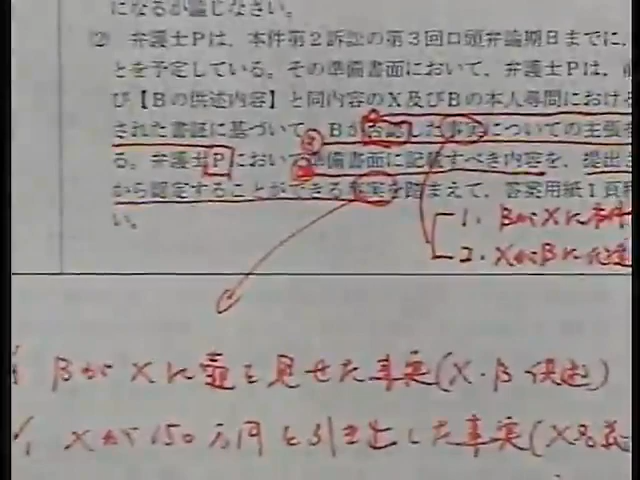 になるか論じなさい。
② 弁護士Pは、本件第2訴訟の第3回口頭弁論期日までに、
とを予定している。その準備書面において、弁護士Pは、前
び【Bの供述内容】と同内容のX及びBの本人尋問におけ
された書証に基づいて、Bが否認した事実についての主張
る。弁護士Pにおいて準備書面に記載すべき内容を、提出
から認定することができる事実を踏まえて、答案用紙1頁
い。
1. BがXに
2. XがBに
BがXに壷を見せた事実(X・B供述)
Xが150万円を引き出した事実(X名義